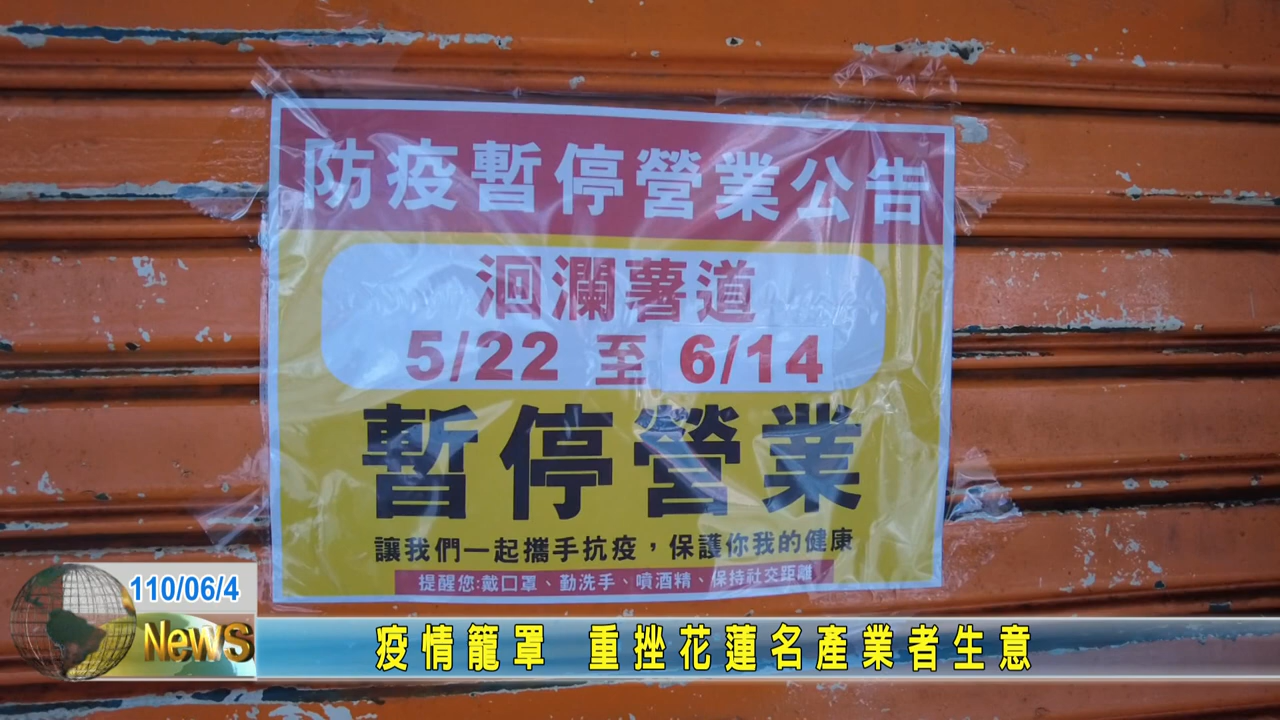 防疫暫停營業公告
洄瀾薯道
5/22 至 6/14
暫停營業
讓我們一起攜手抗疫，保護你我的健康
提醒您:戴口罩、勤洗手、噴酒精、保持社交距離
110/06/4
News
疫情籠罩 重挫花蓮名產業者生意